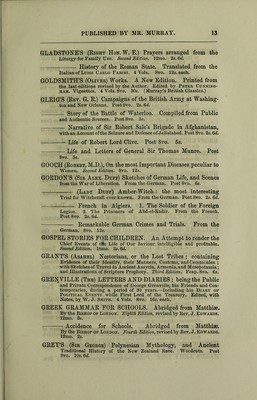 PUBLISHED BY MR. MURRAY. 13
GLADSTONE'S (Right Hon. W. E.) Prayers arranged from the
Liturgy for Family Use. Second Edition. 12mo. 2s. 6d.
History of the Roman State. Translated from the
Italian of Luigi Carlo Farini. 4 Vols. 8vo. 12s. each.
GOLDSMITH'S (Oliver) Works. A New Edition. Printed from
the last editions revised by the Author. Edited by Peter Cunning-
ham. Vignettes. 4 Vols. 8vo. 30s. (Murray's British Classics.)
GLEIG'S (Rev. G. R.) Campaigns of the British Army at Washing-
ton and New Orleans. Post 8vo. 2s. 6d.
Story of the Battle of Waterloo. Compiled from Public
and Authentic Sources. Post 8vo. 5s.
Narrative of Sir Robert Sale's Brigade in Afghanistan,
with an Account of the Seizure and Defence of Jellalabad. Post 8vo. 2s. 6d.
Life of Robert Lord Clive. Post 8vo. 5s.
Life and Letters of General Sir Thomas Munro. Post
8vo. 5s.
GOOCH (Robert, M.D.), On the most Important Diseases peculiar to
Women. Second Edition. 8vo, 12s.
GORDON'S (Sir Alex. Duff) Sketches of German Life, and Scenes
from the War of Liberation. From the German. Post 8vo. 6s.
(Lady Duff) Amber-Witch: the most interesting
Trial for Witchcraft ever known. From the German. Post 8vo. 2s. 6d.
French in Algiers. 1. The Soldier of the Foreign
Legion. 2. The Prisoners of Abd-el-Kadir. From the French.
Post 8vo. 2s. 6d.
Remarkable German Crimes and Trials. From the
German. 8vo. 12s.
GOSPEL STORIES FOR CHILDREN. An Attempt to render the
Chief Events of the Life of Our Saviour intelligible and profitable.
Second Edition. 18mo. 3s. 6d.
GRANT'S (Asahel) Nestorians, or the Lost Tribes; containing
Evidence of their Identity, their Manners, Customs, and Ceremonies;
with Sketches of Travel in Ancient Assyria, Armenia, and Mesopotamia;
and Illustrations of Scripture Prophecy. Third Edition. Fcap. 8vo. 6s.
GRENVILLE (The) LETTERS AND DIARIES; being the Public
and Private Correspondence of George Grenville, his Friends and Con-
temporaries, during a period of 30 years.—Including his Diary of
Political Events while First Lord of the Treasury. Edited, with
Notes, by W. J. Smith. 4 Vols. 8vo. 16s. each.
GREEK GRAMMAR FOR SCHOOLS. Abridged from Matthiæ.
By the Bishop of London. Eighth Edition, revised by Rev. J. Edwards.
12mo. 3s.
Accidence for Schools. Abridged from Matthiæ.
By the Bishop of London. Fourth Edition, revised by Rev. J. Edwards.
12mo. 2s.
GREY'S (Sir George) Polynesian Mythology, and Ancient
Traditional History of the New Zealand Race. Woodcuts. Post
8vo. 10s. 6d.